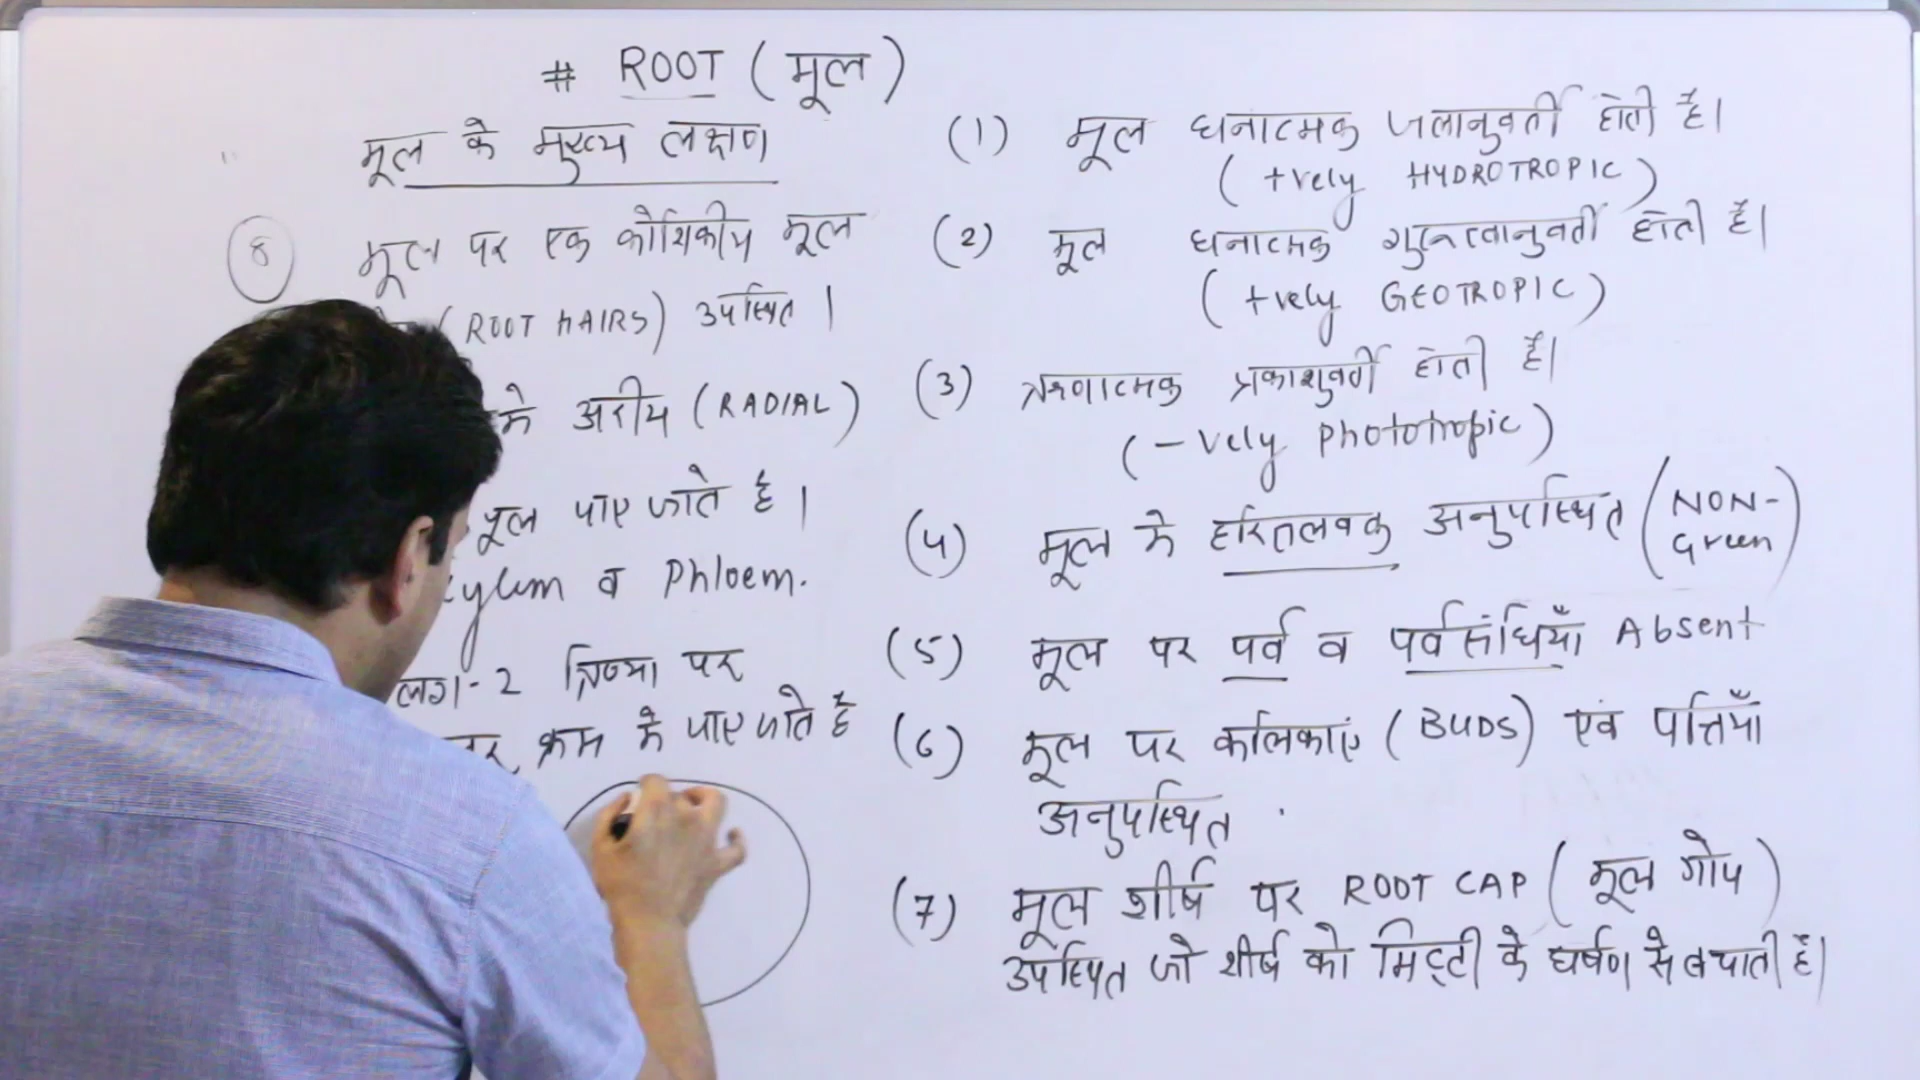 # ROOT (मूल)
मूल के मुख्य लक्षण
(1) मूल धनात्मक जलानुवर्ती होती है।
(+vely HYDROTROPIC)
(2) मूल धनात्मक गुरुत्वानुवर्ती होती है।
(+vely GEOTROPIC)
(3) ऋणात्मक प्रकाशुवर्ती होती है।
(-vely Phototropic)
(4) मूल मे हरितलवक अनुपस्थित (NON-
Green)
(5) मूल पर पर्व व पर्वसंधियाँ Absent
(6) मूल पर कलिकाएं (BUDS) एवं पत्तियाँ
अनुपस्थित .
(7) मूल शीर्ष पर ROOT CAP (मूल गोप)
उपस्थित जो शीर्ष को मिट्टी के घर्षण से बचाती है।
8 मूल पर एक कोशिकीय मूल
(ROOT HAIRS) उपस्थित।
मे अरीय (RADIAL)
पूल पाए जाते है।
व Phloem.
2 त्रिज्या पर
क्रम मे पाए जाते है